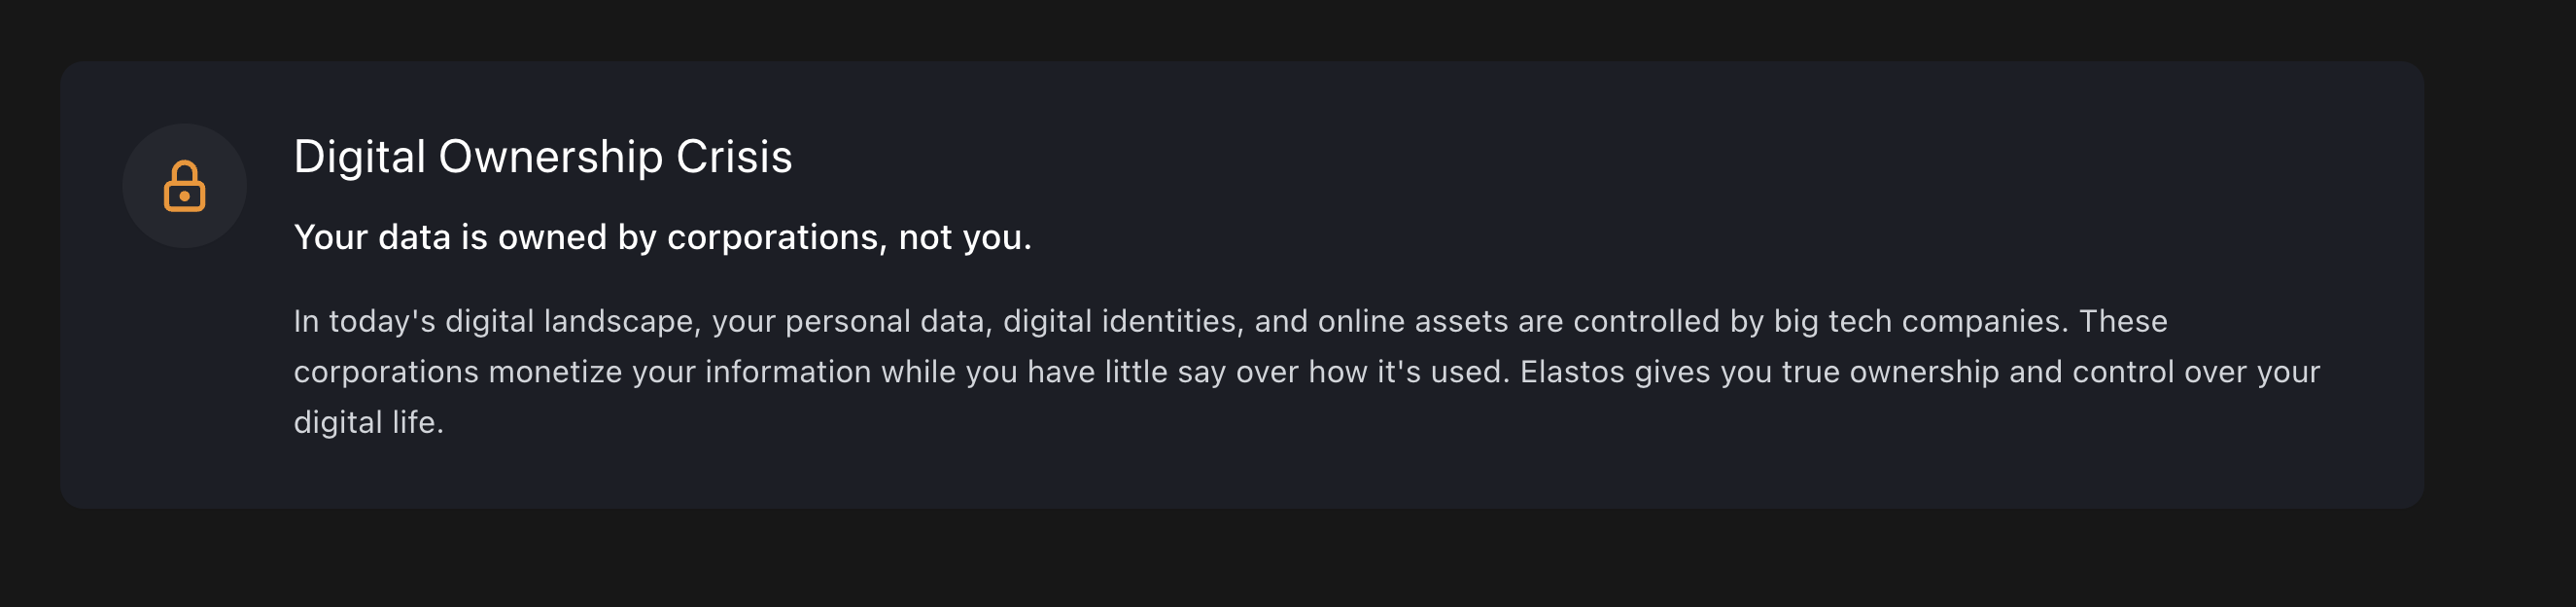 Digital Ownership Crisis
Your data is owned by corporations, not you.
In today's digital landscape, your personal data, digital identities, and online assets are controlled by big tech companies. These
corporations monetize your information while you have little say over how it's used. Elastos gives you true ownership and control over your
digital life.